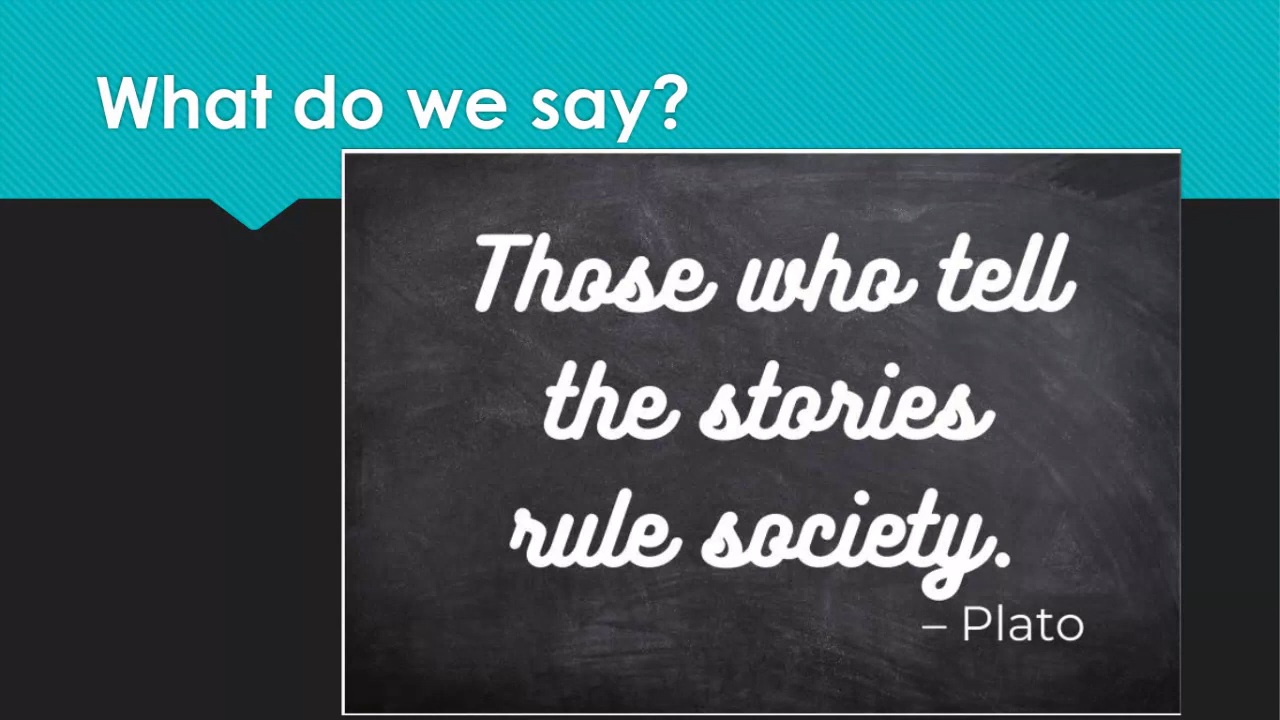 What do we say?
Those who tell
the stories
rule society.
– Plato